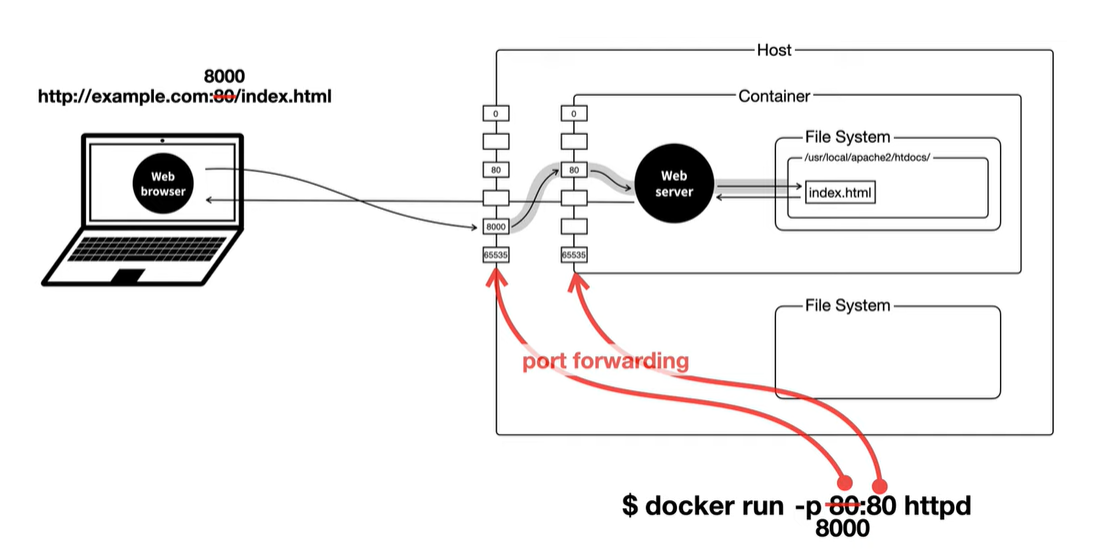 Host
8000
http://example.com:80/index.html
Container
0
0
File System
/usr/local/apache2/htdocs/
80
80
Web
browser
Web
server
index.html
8000
65535
65535
File System
port forwarding
$ docker run -p 80:80 httpd
8000